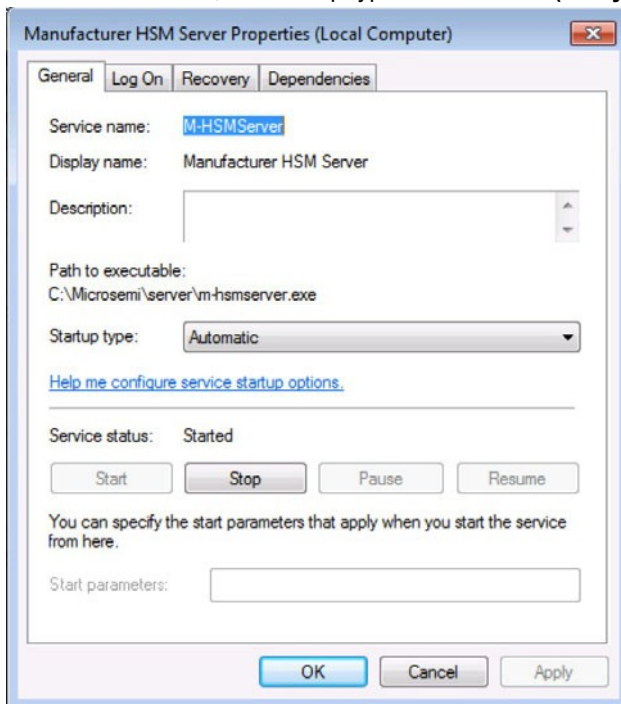 Manufacturer HSM Server Properties (Local Computer)
General Log On Recovery Dependencies
Service name: M-HSMServer
Display name: Manufacturer HSM Server
Description:
Path to executable:
C:\Microsemi\server\m-hsmserver.exe
Startup type: Automatic
Help me configure service startup options.
Service status: Started
Start Stop Pause Resume
You can specify the start parameters that apply when you start the service
from here.
Start parameters:
OK Cancel Apply